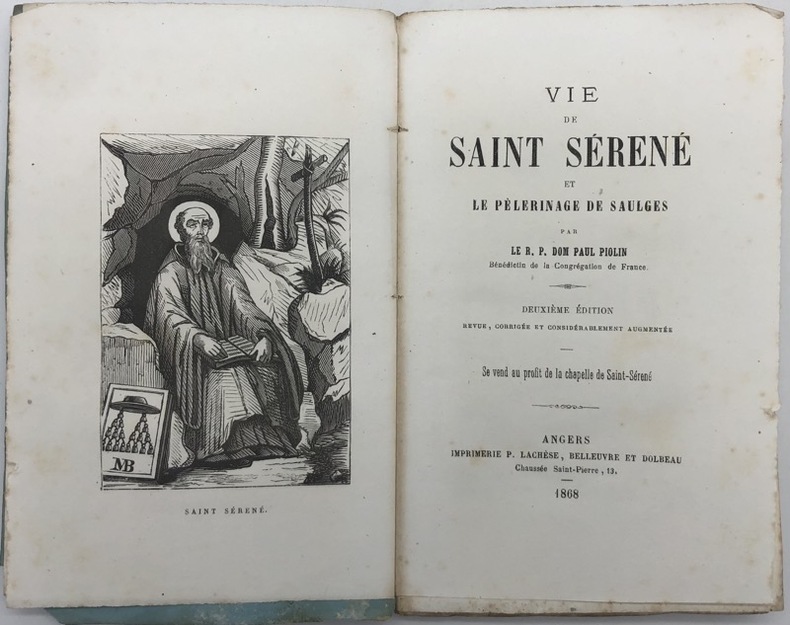 MB
SAINT SÉRENÉ.
VIE
DE
SAINT SÉRENÉ
ET
LE PÈLERINAGE DE SAULGES
PAR
LE R. P. DOM PAUL PIOLIN
Bénédictin de la Congrégation de France.
DEUXIÈME ÉDITION
REVUE, CORRIGÉE ET CONSIDÉRABLEMENT AUGMENTÉE
Se vend au profit de la chapelle de Saint-Sérené
ANGERS
IMPRIMERIE P. LACHÈSE, BELLEUVRE ET DOLBEAU
Chaussée Saint-Pierre, 13.
1868